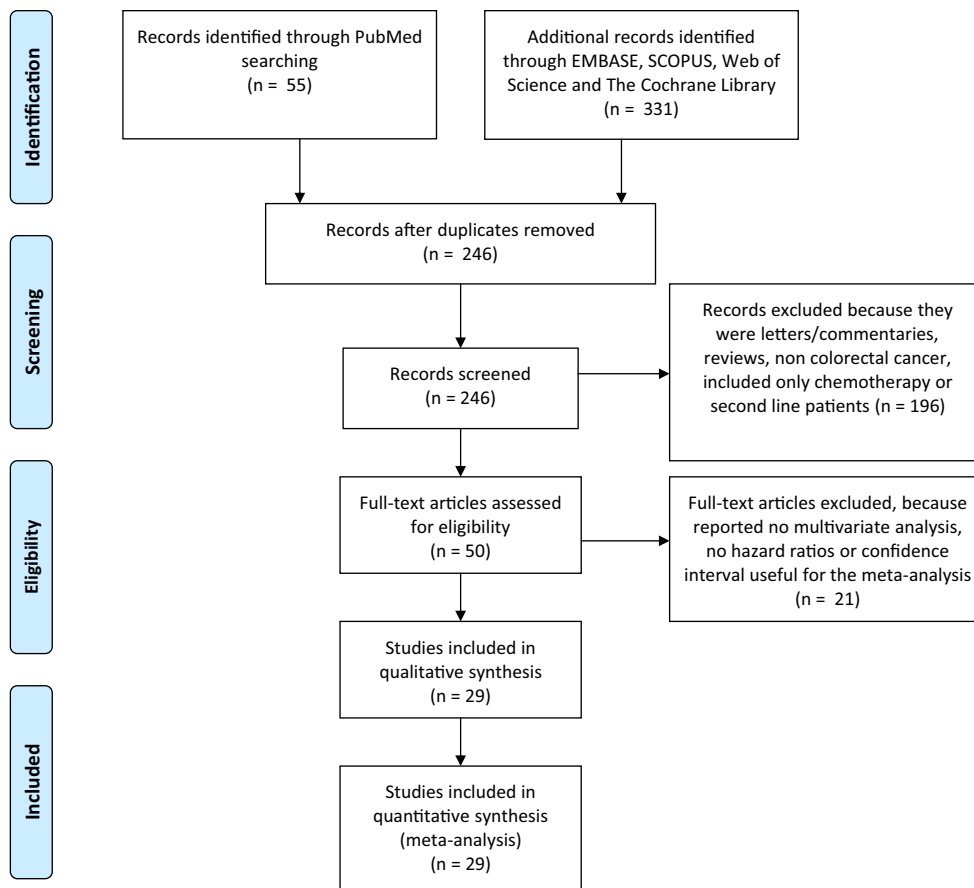 Identification
Records identified through PubMed
searching
(n = 55)
Additional records identified
through EMBASE, SCOPUS, Web of
Science and The Cochrane Library
(n = 331)
Records after duplicates removed
(n = 246)
Screening
Records screened
(n = 246)
Records excluded because they
were letters/commentaries,
reviews, non colorectal cancer,
included only chemotherapy or
second line patients (n = 196)
Eligibility
Full-text articles assessed
for eligibility
(n = 50)
Full-text articles excluded, because
reported no multivariate analysis,
no hazard ratios or confidence
interval useful for the meta-analysis
(n = 21)
Studies included in
qualitative synthesis
(n = 29)
Included
Studies included in
quantitative synthesis
(meta-analysis)
(n = 29)